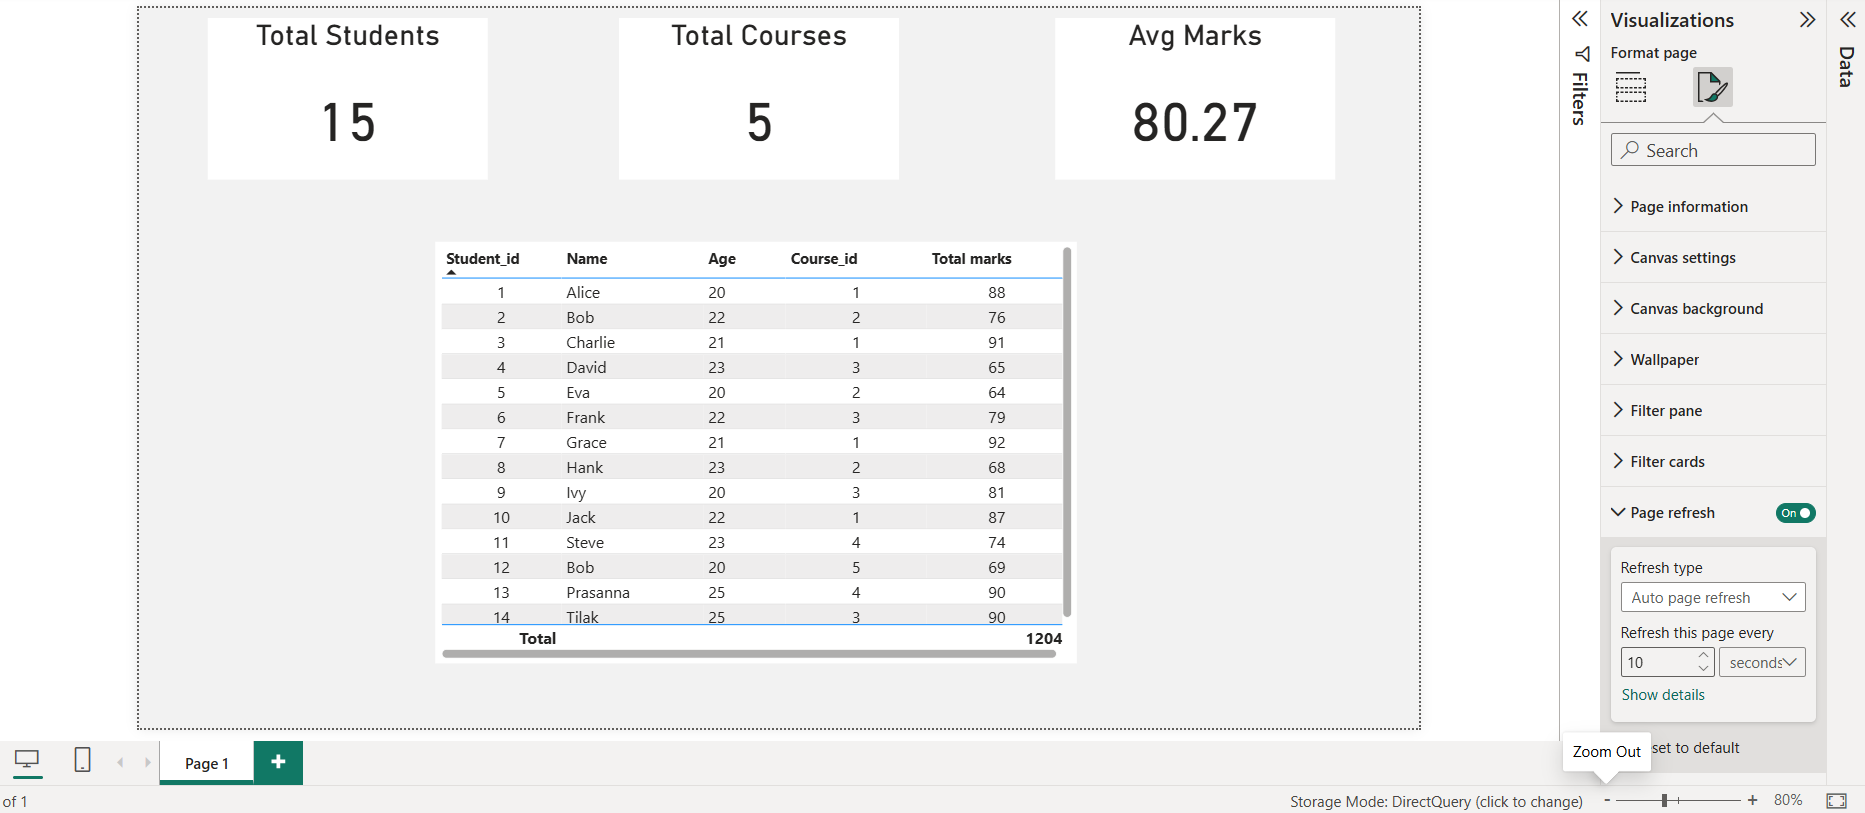 Total Students
15
Total Courses
5
Avg Marks
80.27
Student_id Name Age Course_id Total marks
1 Alice 20 1 88
2 Bob 22 2 76
3 Charlie 21 1 91
4 David 23 3 65
5 Eva 20 2 64
6 Frank 22 3 79
7 Grace 21 1 92
8 Hank 23 2 68
9 Ivy 20 3 81
10 Jack 22 1 87
11 Steve 23 4 74
12 Bob 20 5 69
13 Prasanna 25 4 90
14 Tilak 25 3 90
Total 1204
Filters
Visualizations
Format page
Search
Page information
Canvas settings
Canvas background
Wallpaper
Filter pane
Filter cards
Page refresh On
Refresh type
Auto page refresh
Refresh this page every
10 seconds
Show details
set to default
Zoom Out
Data
Page 1
of 1
Storage Mode: DirectQuery (click to change)
- + 80%